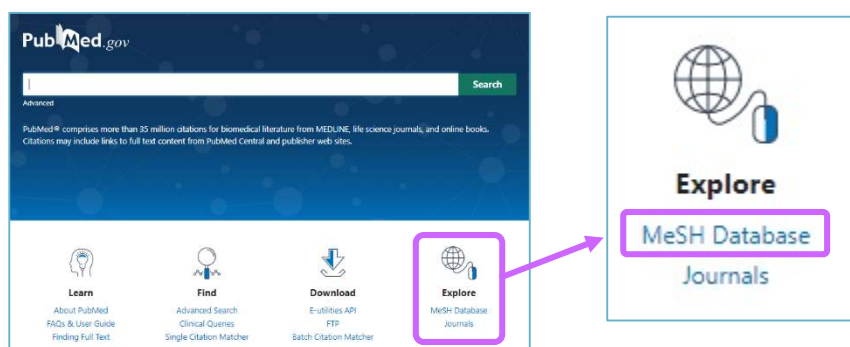 PubMed.gov
Search
Advanced
PubMed® comprises more than 35 million citations for biomedical literature from MEDLINE, life science journals, and online books.
Citations may include links to full text content from PubMed Central and publisher web sites.
Learn
About PubMed
FAQs & User Guide
Finding Full Text
Find
Advanced Search
Clinical Queries
Single Citation Matcher
Download
E-utilities API
FTP
Batch Citation Matcher
Explore
MeSH Database
Journals
Explore
MeSH Database
Journals